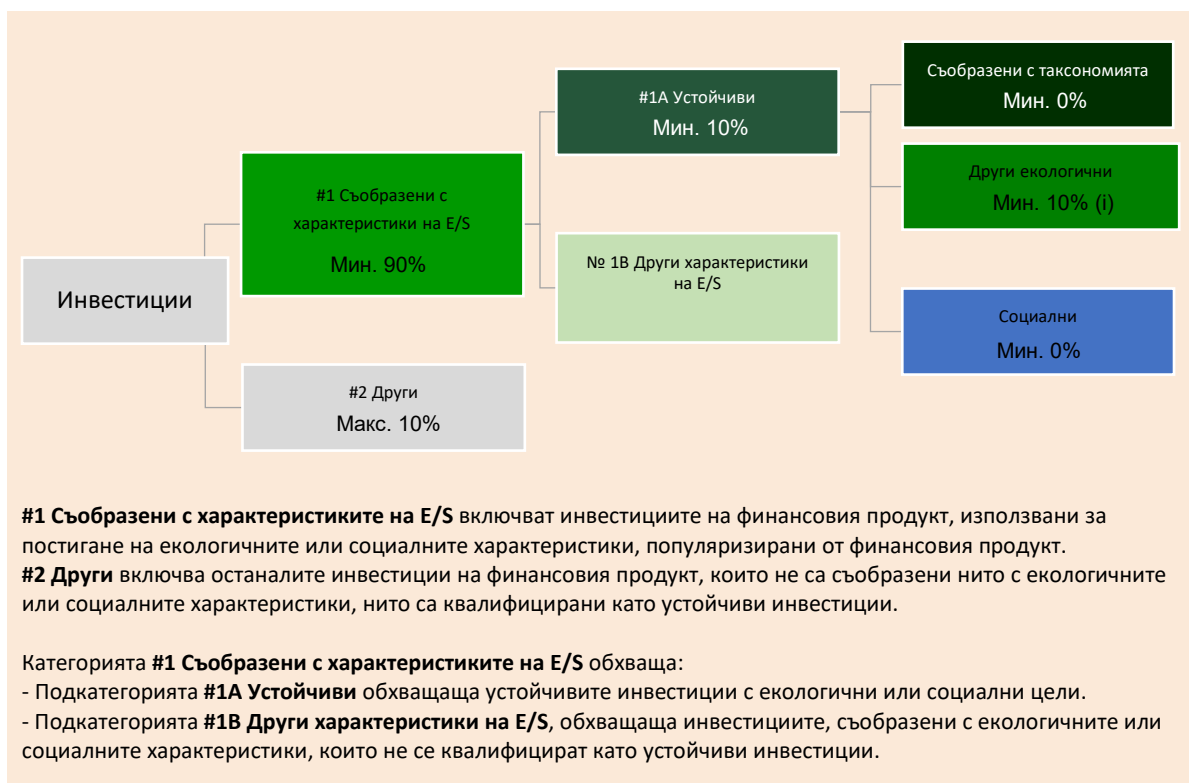 Инвестиции
#1 Съобразени с
характеристики на E/S
Мин. 90%
#2 Други
Макс. 10%
#1A Устойчиви
Мин. 10%
№ 1B Други характеристики
на E/S
Съобразени с таксономията
Мин. 0%
Други екологични
Мин. 10% (i)
Социални
Мин. 0%
#1 Съобразени с характеристиките на E/S включват инвестициите на финансовия продукт, използвани за
постигане на екологичните или социалните характеристики, популяризирани от финансовия продукт.
#2 Други включва останалите инвестиции на финансовия продукт, които не са съобразени нито с екологичните
или социалните характеристики, нито са квалифицирани като устойчиви инвестиции.
Категорията #1 Съобразени с характеристиките на E/S обхваща:
- Подкатегорията #1A Устойчиви обхващаща устойчивите инвестиции с екологични или социални цели.
- Подкатегорията #1B Други характеристики на E/S, обхващаща инвестициите, съобразени с екологичните или
социалните характеристики, които не се квалифицират като устойчиви инвестиции.